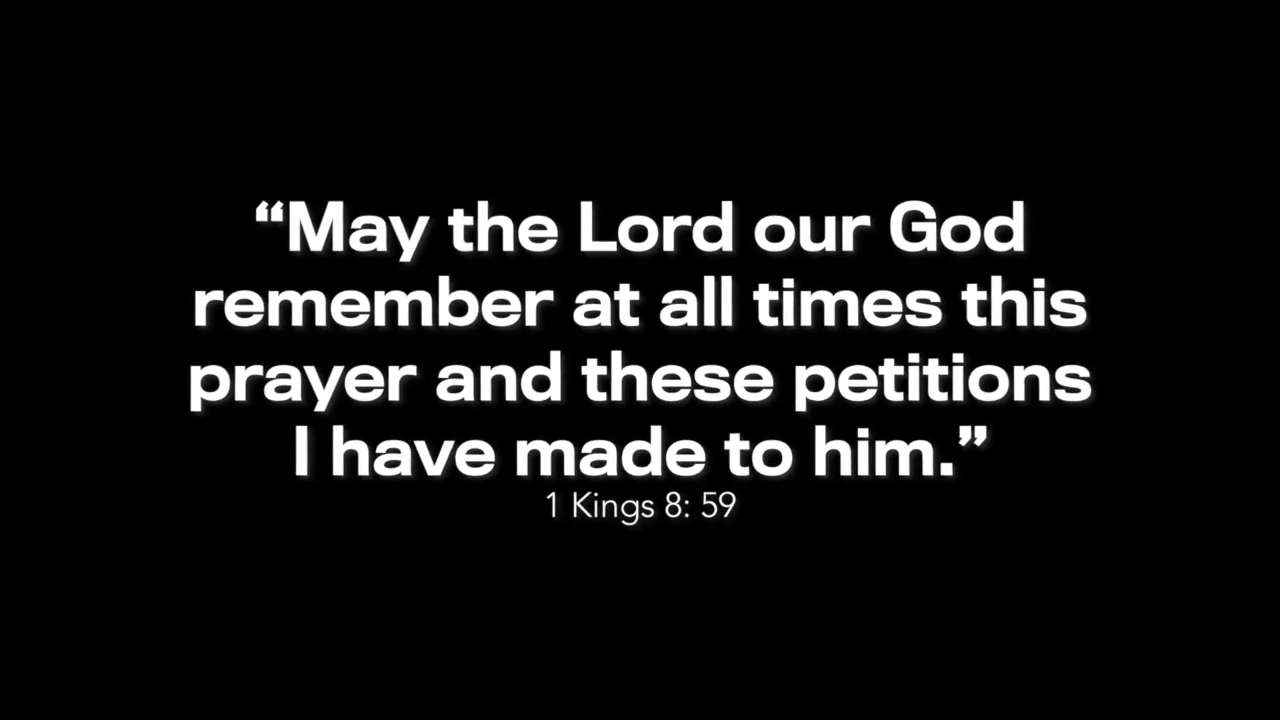 “May the Lord our God
remember at all times this
prayer and these petitions
I have made to him.”
1 Kings 8: 59